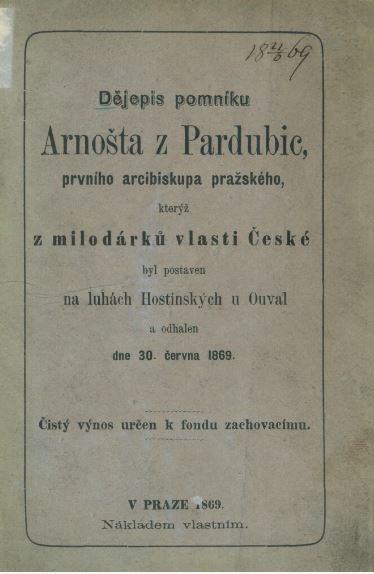 18 69
Dějepis pomníku
Arnošta z Pardubic,
prvního arcibiskupa pražského,
kterýž
z milodárků vlasti České
byl postaven
na luhách Hostinských u Ouval
a odhalen
dne 30. června 1869.
Čistý výnos určen k fondu zachovacímu.
V PRAZE 1869.
Nákladem vlastním.